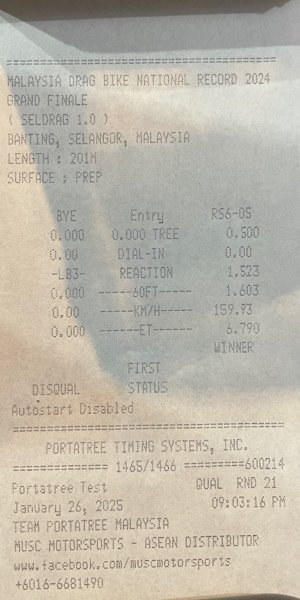 ==================================
MALAYSIA DRAG BIKE NATIONAL RECORD 2024
GRAND FINALE
( SELDRAG 1.0 )
BANTING, SELANGOR, MALAYSIA
LENGTH : 201M
SURFACE : PREP
BYE Entry RS6-05
0.000 0.000 TREE 0.500
0.00 DIAL-IN 0.00
-LB3- REACTION 1.523
0.000 -----60FT----- 1.603
0.00 -----KM/H----- 159.93
0.000 ------ET------ 6.790
WINNER
FIRST
DISQUAL STATUS
Autostart Disabled
==================================
PORTATREE TIMING SYSTEMS, INC.
============= 1465/1466 =========600214
Portatree Test QUAL RND 21
January 26, 2025 09:03:16 PM
TEAM PORTATREE MALAYSIA
MUSC MOTORSPORTS - ASEAN DISTRIBUTOR
www.facebook.com/muscmotorsports
+6016-6681490